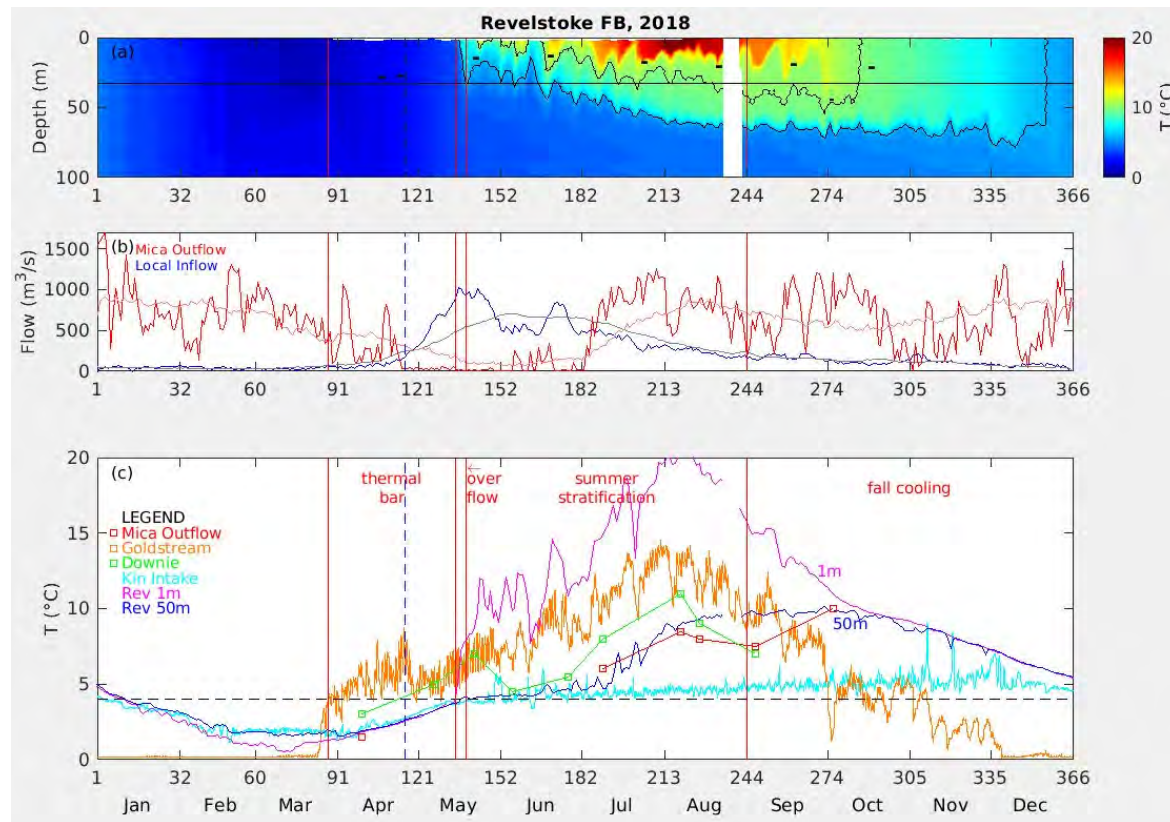 Revelstoke FB, 2018
(a)
Depth (m)
0
50
100
1 32 60 91 121 152 182 213 244 274 305 335 366
20
10
0
T (°C)
(b)
Mica Outflow
Local Inflow
Flow (m³/s)
1500
1000
500
0
1 32 60 91 121 152 182 213 244 274 305 335 366
(c)
T (°C)
20
15
10
5
0
thermal
bar
←
over
flow
summer
stratification
fall cooling
LEGEND
Mica Outflow
Goldstream
Downie
Kin Intake
Rev 1m
Rev 50m
1m
50m
1 32 60 91 121 152 182 213 244 274 305 335 366
Jan Feb Mar Apr May Jun Jul Aug Sep Oct Nov Dec